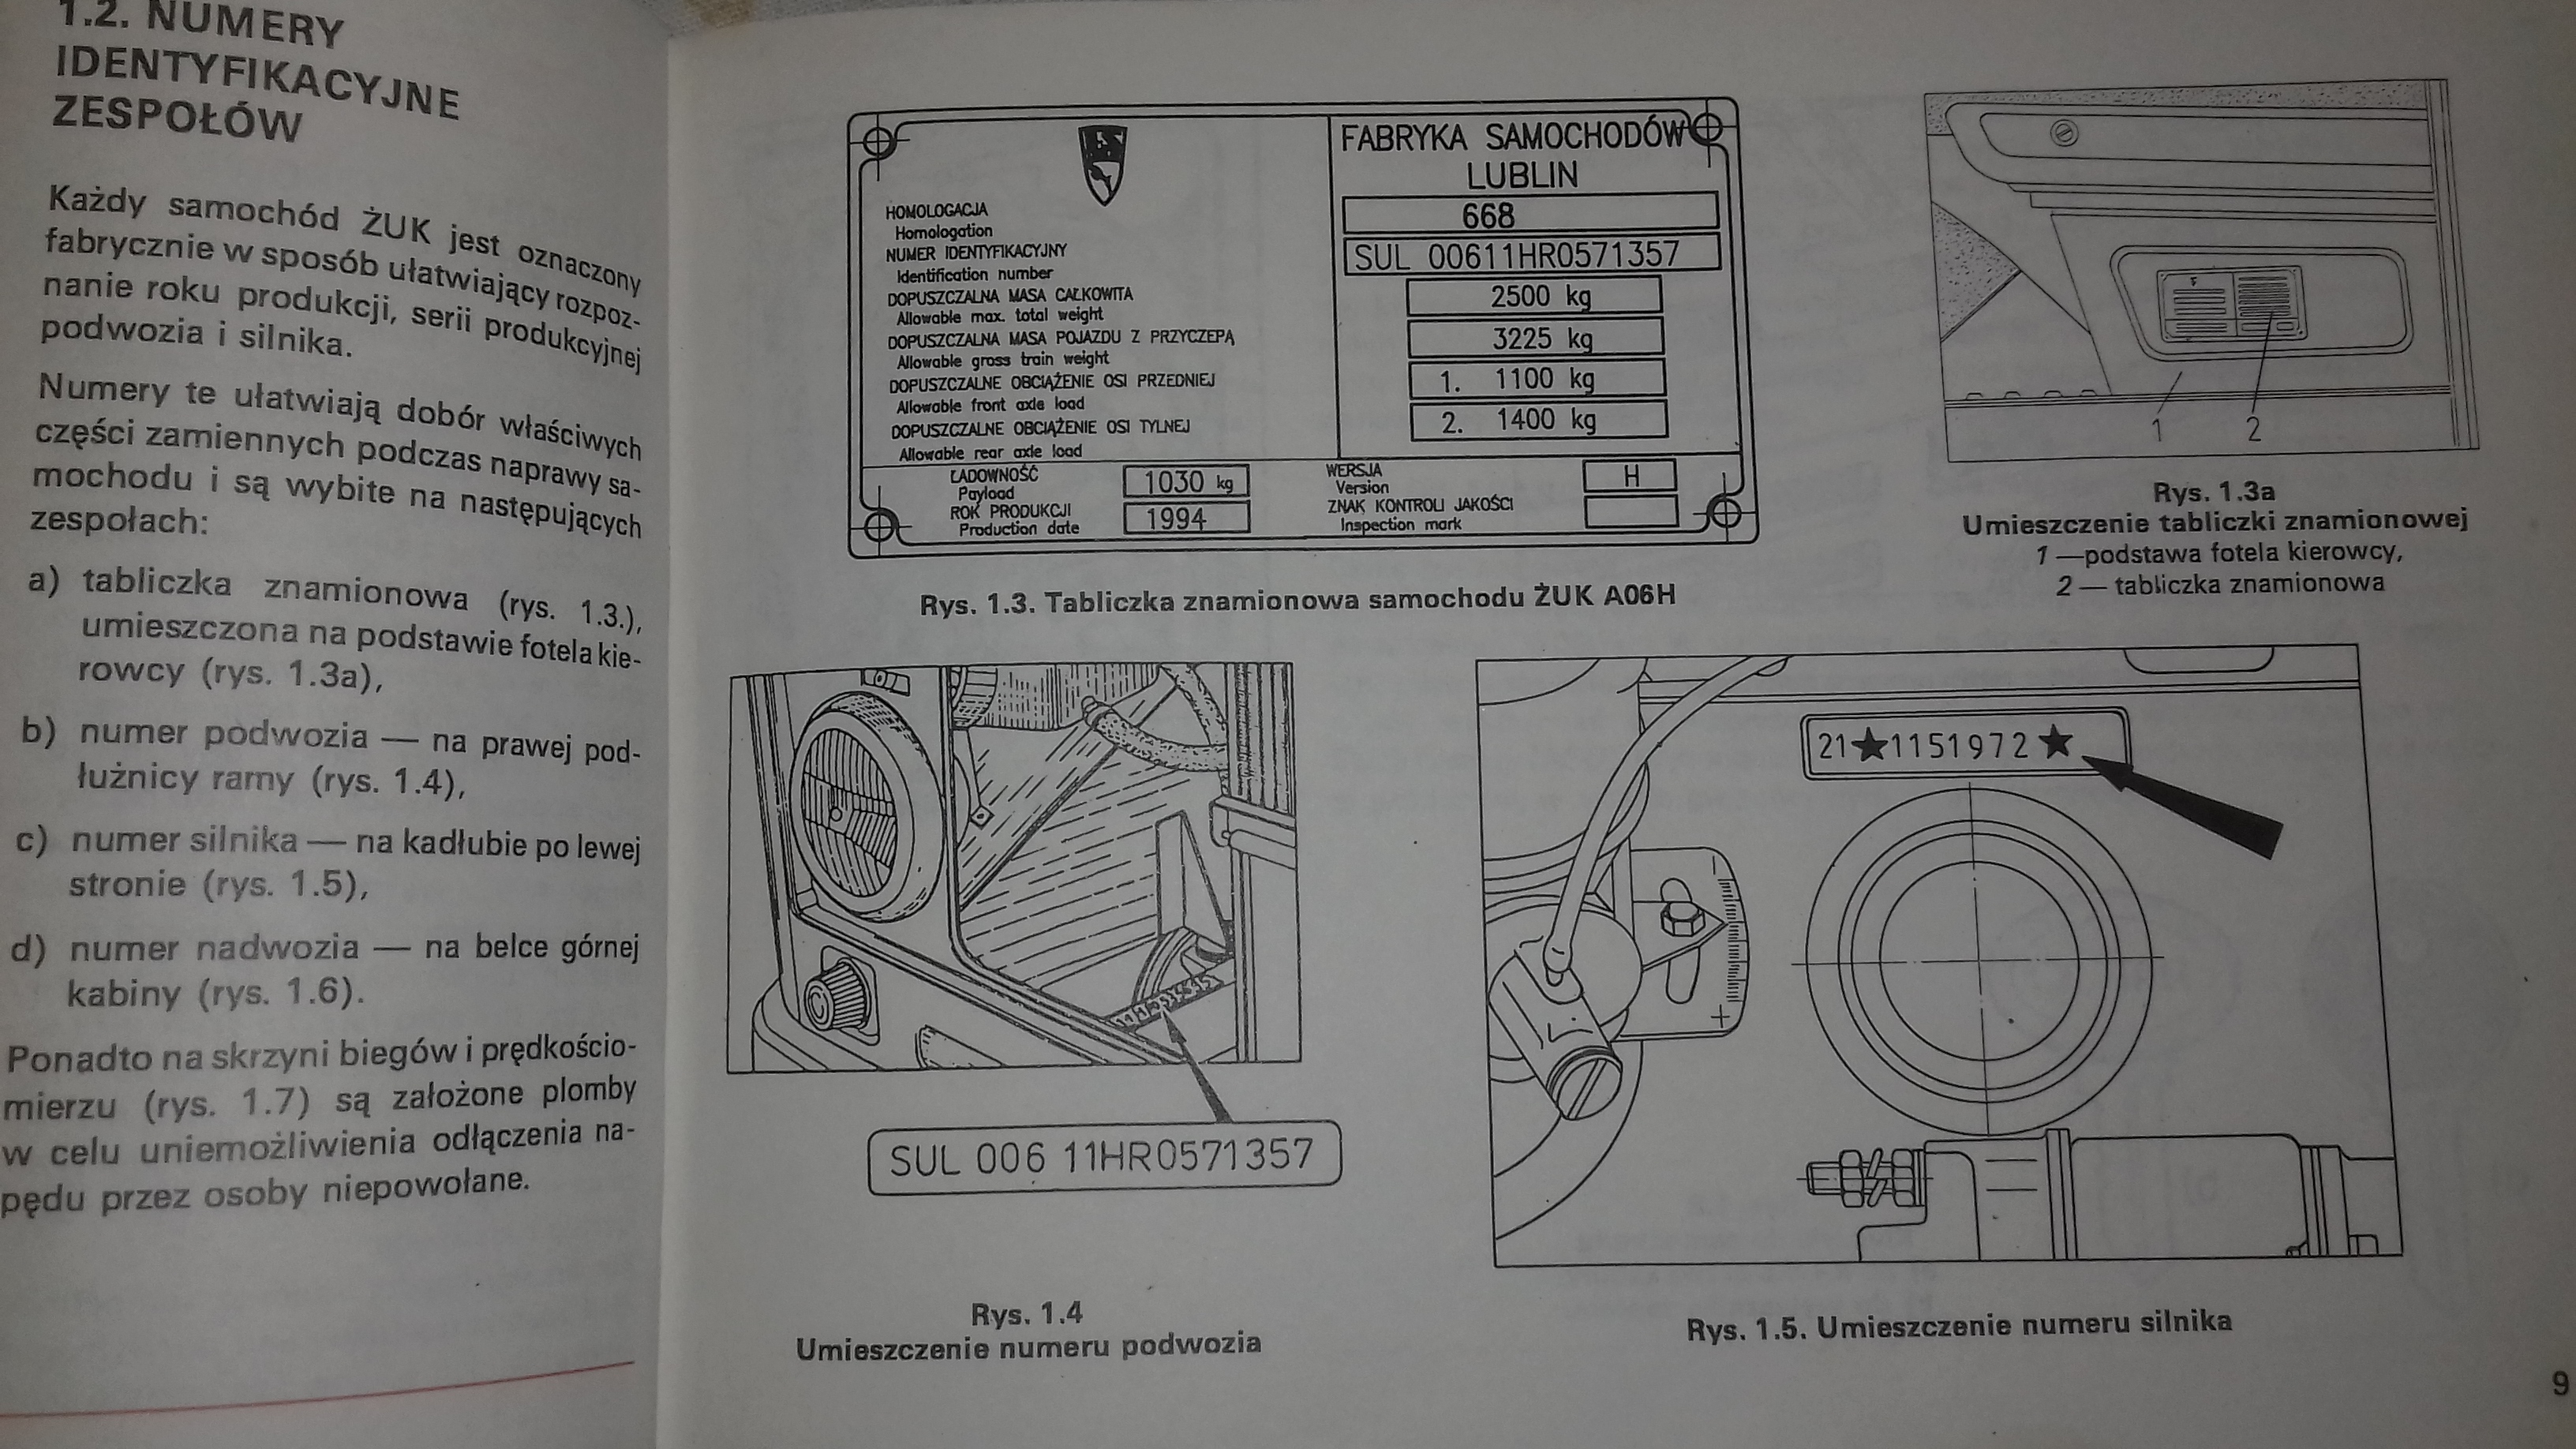 1.2. NUMERY
IDENTYFIKACYJNE
ZESPOŁÓW
Każdy samochód ŻUK jest oznaczony
fabrycznie w sposób ułatwiający rozpoz-
nanie roku produkcji, serii produkcyjnej
podwozia i silnika.
Numery te ułatwiają dobór właściwych
części zamiennych podczas naprawy sa-
mochodu i są wybite na następujących
zespołach:
a) tabliczka znamionowa (rys. 1.3.),
umieszczona na podstawie fotela kie-
rowcy (rys. 1.3a),
b) numer podwozia — na prawej pod-
łużnicy ramy (rys. 1.4),
c) numer silnika — na kadłubie po lewej
stronie (rys. 1.5),
d) numer nadwozia — na belce górnej
kabiny (rys. 1.6).
Ponadto na skrzyni biegów i prędkościo-
mierzu (rys. 1.7) są założone plomby
w celu uniemożliwienia odłączenia na-
pędu przez osoby niepowołane.
FABRYKA SAMOCHODÓW
LUBLIN
HOMOLOGACJA
Homologation
668
NUMER IDENTYFIKACYJNY
Identification number
SUL 00611HR0571357
DOPUSZCZALNA MASA CAŁKOWITA
Allowable max. total weight
2500 kg
DOPUSZCZALNA MASA POJAZDU Z PRZYCZEPĄ
Allowable gross train weight
3225 kg
DOPUSZCZALNE OBCIĄŻENIE OSI PRZEDNIEJ
Allowable front axle load
1. 1100 kg
DOPUSZCZALNE OBCIĄŻENIE OSI TYLNEJ
Allowable rear axle load
2. 1400 kg
ŁADOWNOŚĆ
Payload
1030 kg
WERSJA
Version
H
ROK PRODUKCJI
Production date
1994
ZNAK KONTROLI JAKOŚCI
Inspection mark
Rys. 1.3. Tabliczka znamionowa samochodu ŻUK A06H
1 2
Rys. 1.3a
Umieszczenie tabliczki znamionowej
1 —podstawa fotela kierowcy,
2 — tabliczka znamionowa
SUL 006 11HR0571357
Rys. 1.4
Umieszczenie numeru podwozia
21★1151972★
Rys. 1.5. Umieszczenie numeru silnika
9